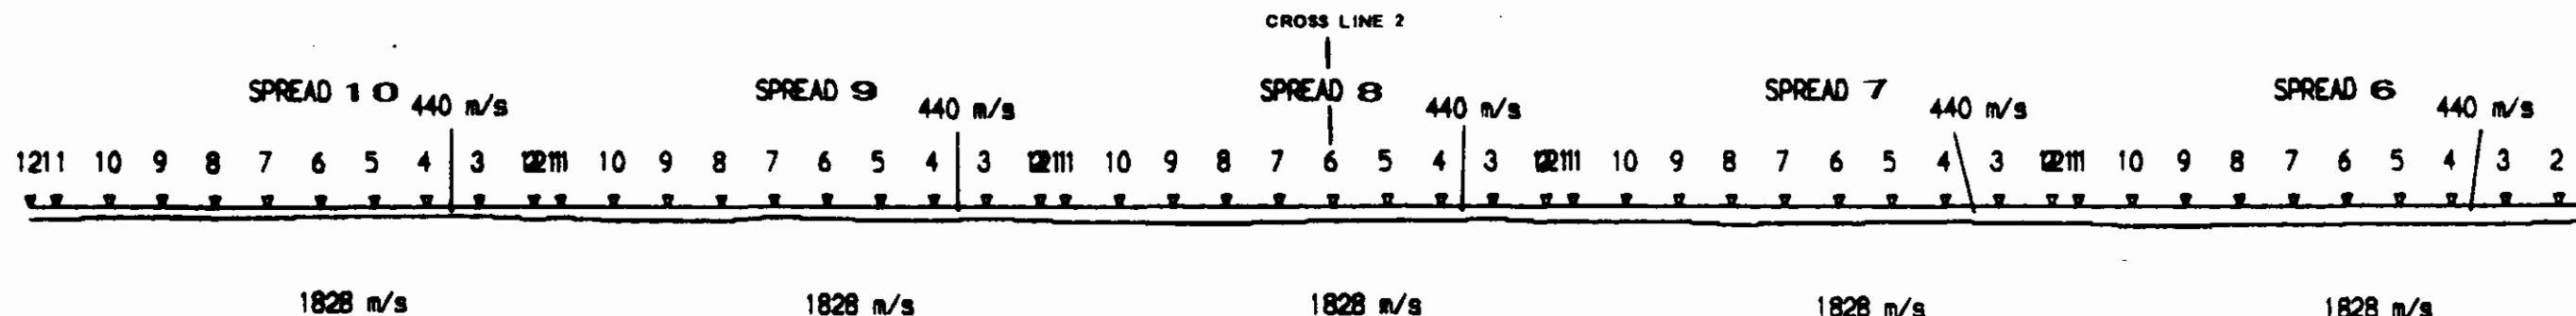 CROSS LINE 2
SPREAD 10 SPREAD 9 SPREAD 8 SPREAD 7 SPREAD 6
440 m/s 440 m/s 440 m/s 440 m/s 440 m/s
12 11 10 9 8 7 6 5 4 3 12 11 10 9 8 7 6 5 4 3 12 11 10 9 8 7 6 5 4 3 12 11 10 9 8 7 6 5 4 3 12 11 10 9 8 7 6 5 4 3 2
1828 m/s 1828 m/s 1828 m/s 1828 m/s 1828 m/s